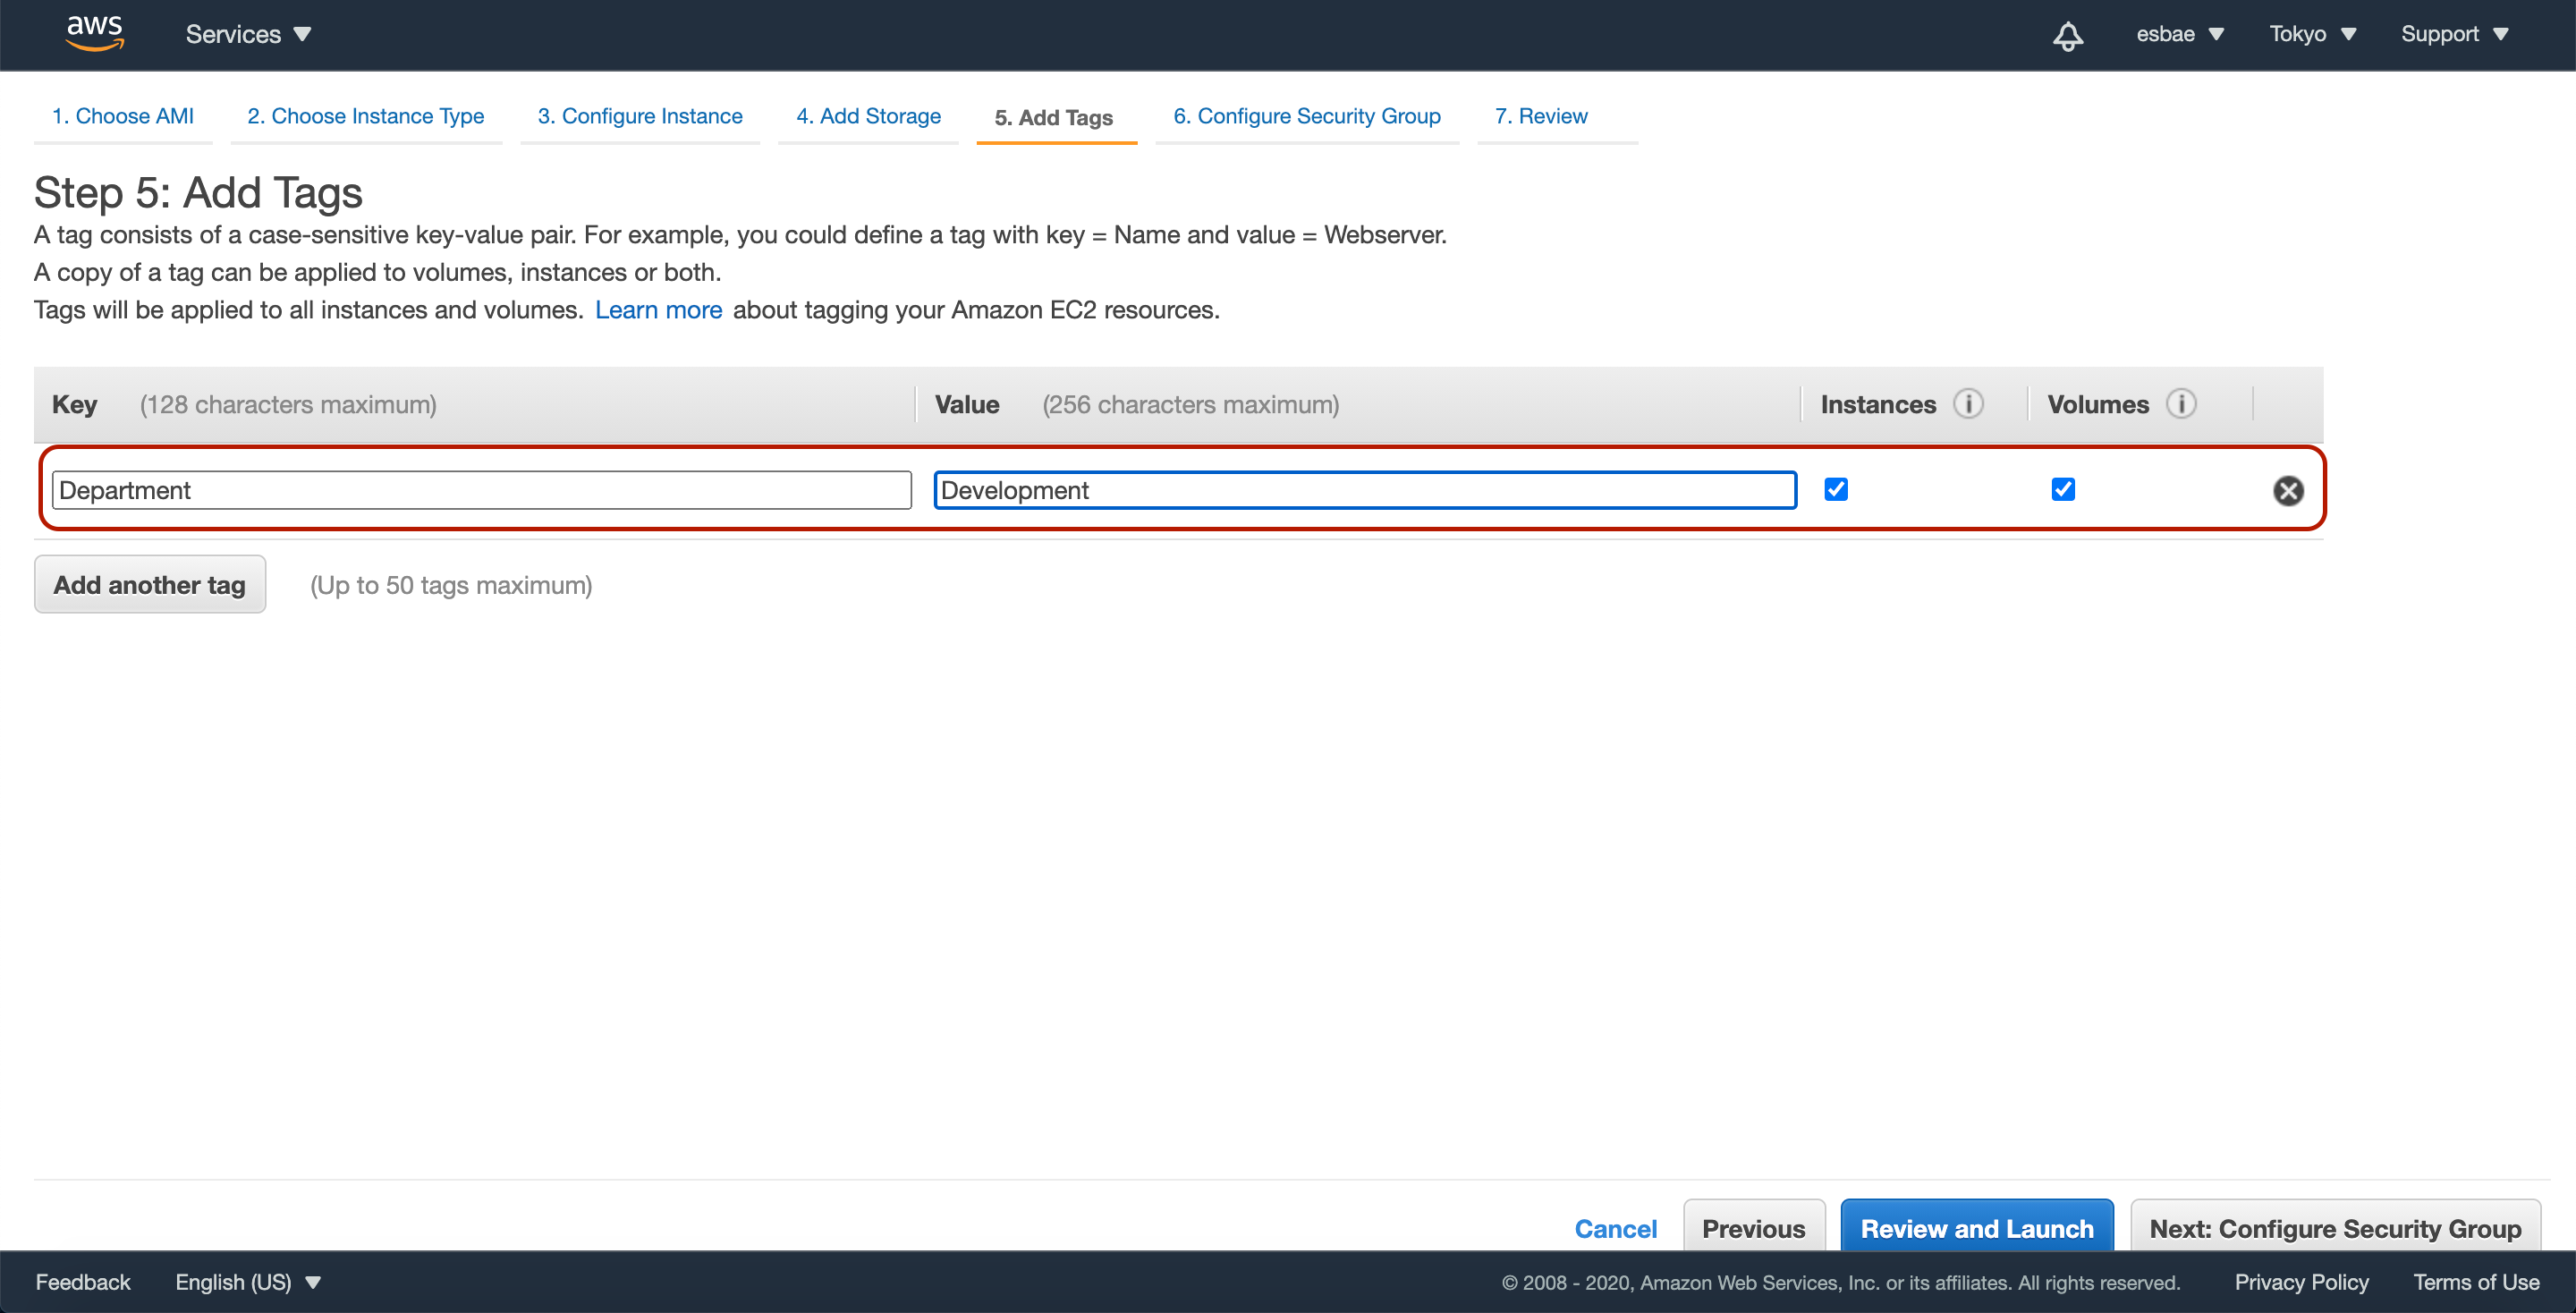 aws Services esbae Tokyo Support
1. Choose AMI 2. Choose Instance Type 3. Configure Instance 4. Add Storage 5. Add Tags 6. Configure Security Group 7. Review
Step 5: Add Tags
A tag consists of a case-sensitive key-value pair. For example, you could define a tag with key = Name and value = Webserver.
A copy of a tag can be applied to volumes, instances or both.
Tags will be applied to all instances and volumes. Learn more about tagging your Amazon EC2 resources.
Key (128 characters maximum) Value (256 characters maximum) Instances i Volumes i
Department Development
Add another tag (Up to 50 tags maximum)
Cancel Previous Review and Launch Next: Configure Security Group
Feedback English (US) © 2008 - 2020, Amazon Web Services, Inc. or its affiliates. All rights reserved. Privacy Policy Terms of Use